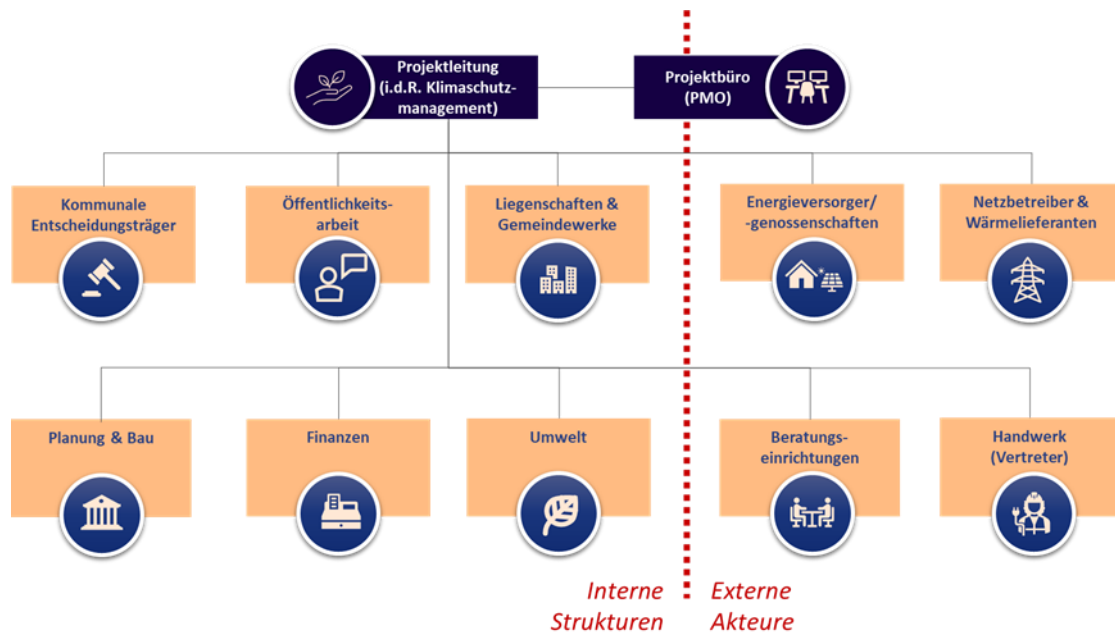 Projektleitung
(i.d.R. Klimaschutz-
management)
Projektbüro
(PMO)
Kommunale
Entscheidungsträger
Öffentlichkeits-
arbeit
Liegenschaften &
Gemeindewerke
Energieversorger/
-genossenschaften
Netzbetreiber &
Wärmelieferanten
Planung & Bau
Finanzen
Umwelt
Beratungs-
einrichtungen
Handwerk
(Vertreter)
Interne
Strukturen
Externe
Akteure